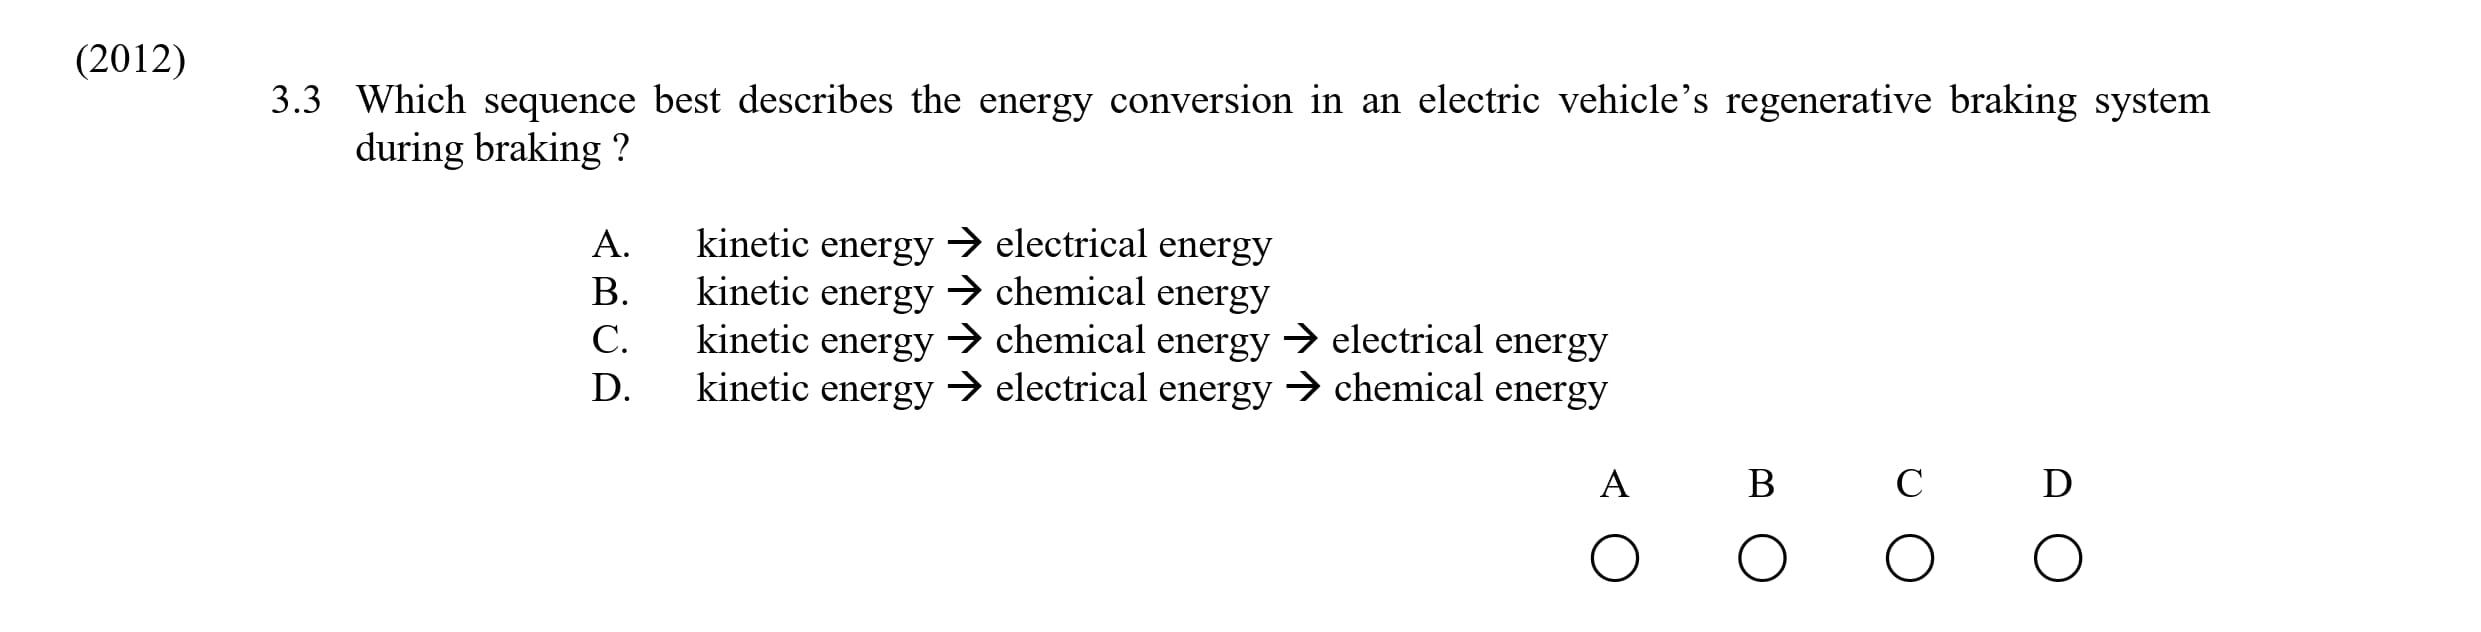 (2012)
3.3 Which sequence best describes the energy conversion in an electric vehicle’s regenerative braking system
during braking ?
A. kinetic energy → electrical energy
B. kinetic energy → chemical energy
C. kinetic energy → chemical energy → electrical energy
D. kinetic energy → electrical energy → chemical energy
A B C D